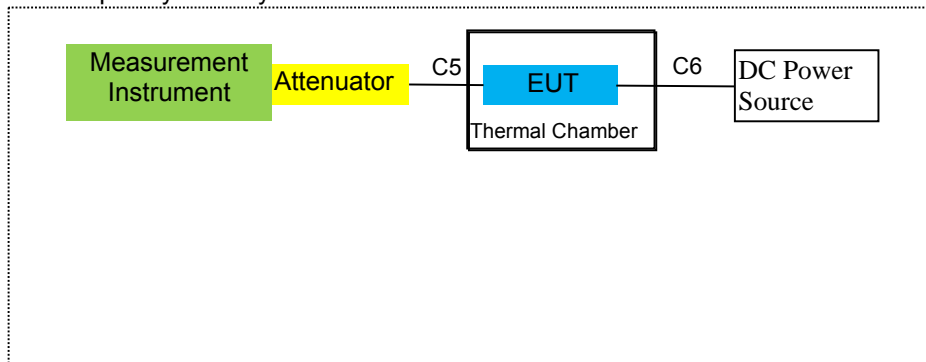 Measurement
Instrument
Attenuator
C5
EUT
Thermal Chamber
C6
DC Power
Source